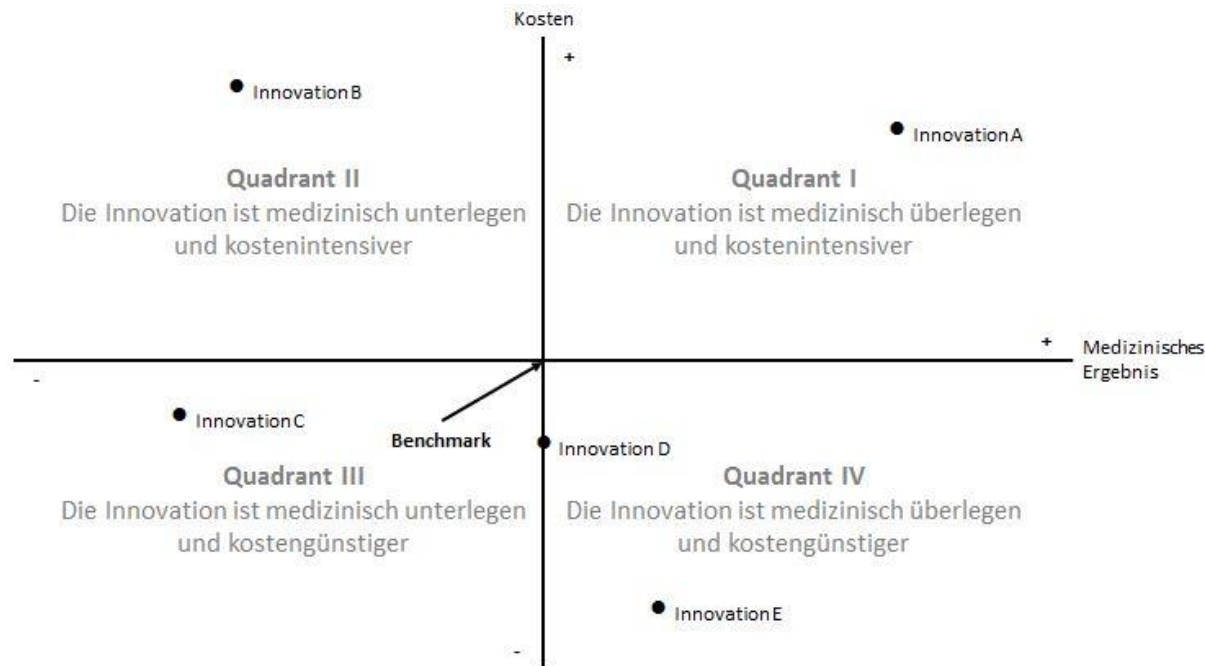 Kosten
+
Innovation B
Innovation A
Quadrant II
Die Innovation ist medizinisch unterlegen
und kostenintensiver
Quadrant I
Die Innovation ist medizinisch überlegen
und kostenintensiver
+
Medizinisches
Ergebnis
-
Innovation C
Benchmark
Innovation D
Quadrant III
Die Innovation ist medizinisch unterlegen
und kostengünstiger
Quadrant IV
Die Innovation ist medizinisch überlegen
und kostengünstiger
Innovation E
-